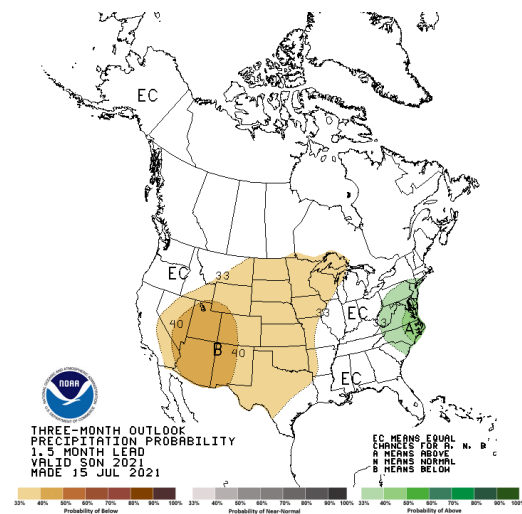 EC
EC
33
33
EC
33
A
40
B
40
EC
NOAA
THREE-MONTH OUTLOOK
PRECIPITATION PROBABILITY
1.5 MONTH LEAD
VALID SON 2021
MADE 15 JUL 2021
EC MEANS EQUAL
CHANCES FOR A, N, B
A MEANS ABOVE
N MEANS NORMAL
B MEANS BELOW
33% 40% 50% 60% 70% 80% 90% 100%
Probability of Below
33% 40% 50% 60% 70% 80% 90% 100%
Probability of Near-Normal
33% 40% 50% 60% 70% 80% 90% 100%
Probability of Above